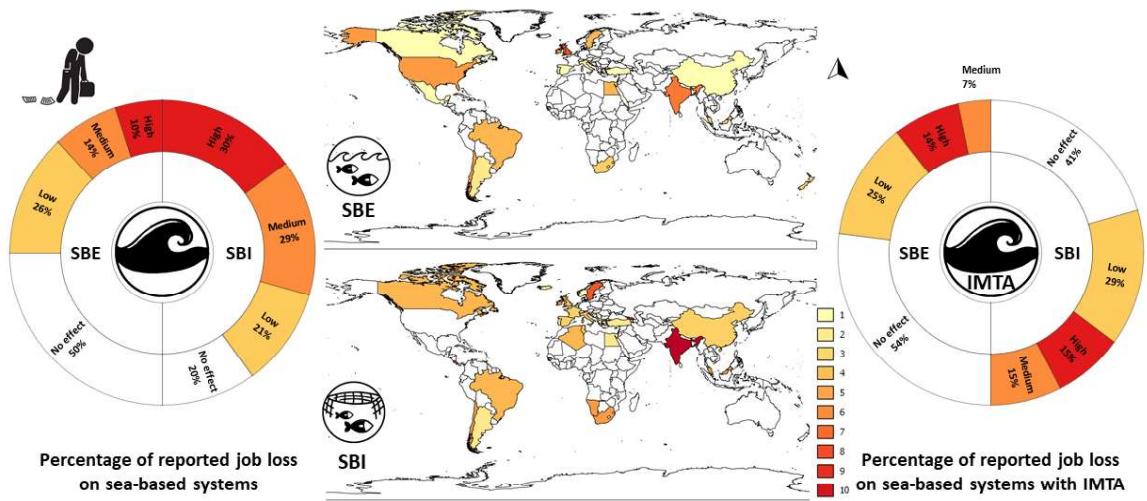 High
10%
High
30%
Medium
14%
Low
26%
SBE
SBI
Medium
29%
Low
21%
No effect
20%
No effect
50%
Percentage of reported job loss
on sea-based systems
SBE
SBI
1
2
3
4
5
6
7
8
9
10
Medium
7%
High
14%
No effect
41%
Low
25%
SBE
SBI
IMTA
Low
29%
No effect
54%
High
15%
Medium
15%
Percentage of reported job loss
on sea-based systems with IMTA